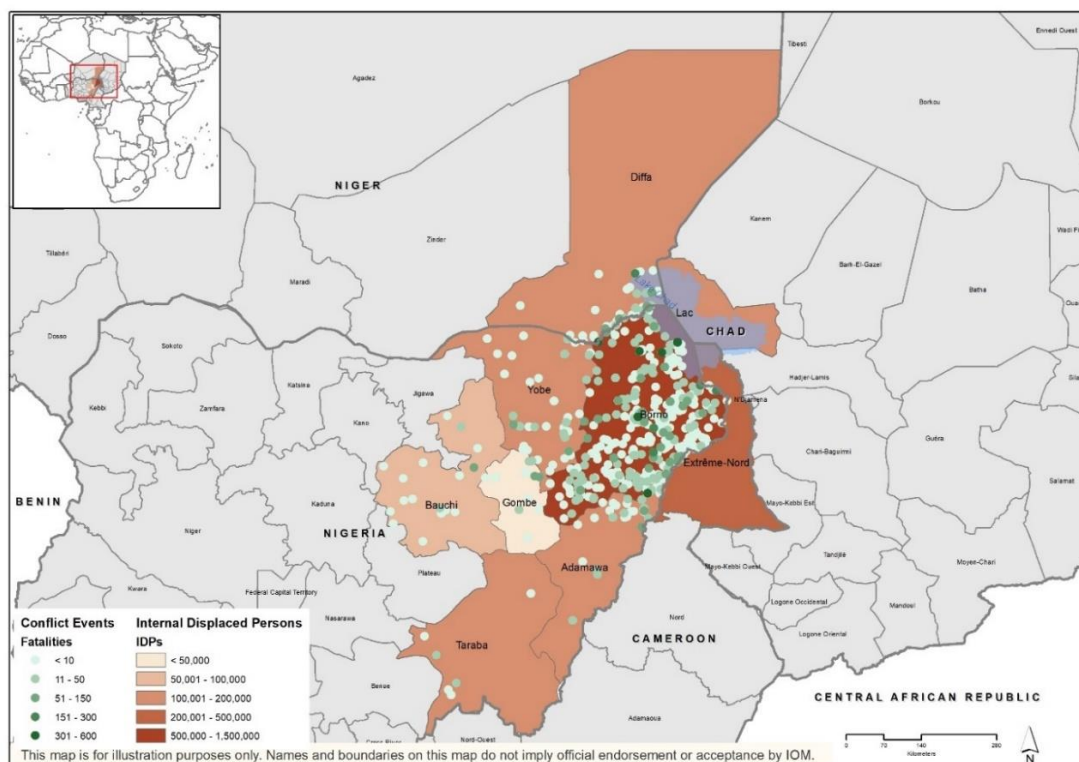 Tibesti
Ennedi Ouest
Agadez
Borkou
NIGER
Diffa
Kanem
Zinder
Tillabéri
Maradi
Barh-El-Gazel
Batha
Lac
CHAD
Dosso
Sokoto
Katsina
Jigawa
Yobe
Hadjer-Lamis
Kebbi
Zamfara
Kano
Borno
N'Djamena
Guéra
Extrême-Nord
Chari-Baguirmi
Salamat
BENIN
Kaduna
Bauchi
Gombe
Mayo-Kebbi Est
Niger
NIGERIA
Plateau
Adamawa
Mayo-Kebbi Ouest
Tandjilé
Moyen-Chari
Kwara
Federal Capital Territory
Nasarawa
Nord
Logone Occidental
Mandoul
Logone Oriental
Taraba
CAMEROON
Benue
CENTRAL AFRICAN REPUBLIC
Adamaoua
Nord-Ouest
Cross River
Conflict Events
Fatalities
< 10
11 - 50
51 - 150
151 - 300
301 - 600
Internal Displaced Persons
IDPs
< 50,000
50,001 - 100,000
100,001 - 200,000
200,001 - 500,000
500,000 - 1,500,000
0 70 140 280
Kilometers
N
This map is for illustration purposes only. Names and boundaries on this map do not imply official endorsement or acceptance by IOM.